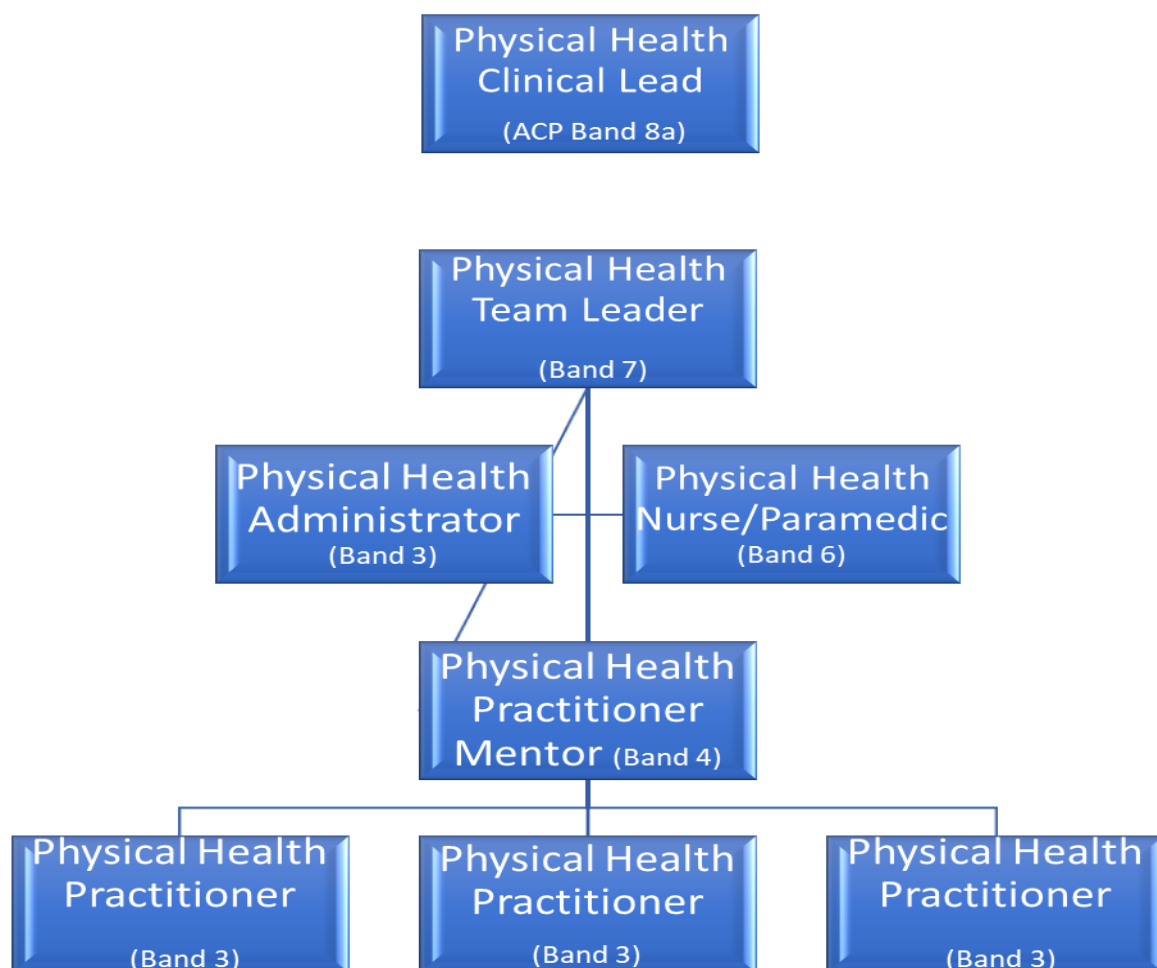 Physical Health
Clinical Lead
(ACP Band 8a)
Physical Health
Team Leader
(Band 7)
Physical Health
Administrator
(Band 3)
Physical Health
Nurse/Paramedic
(Band 6)
Physical Health
Practitioner
Mentor (Band 4)
Physical Health
Practitioner
(Band 3)
Physical Health
Practitioner
(Band 3)
Physical Health
Practitioner
(Band 3)